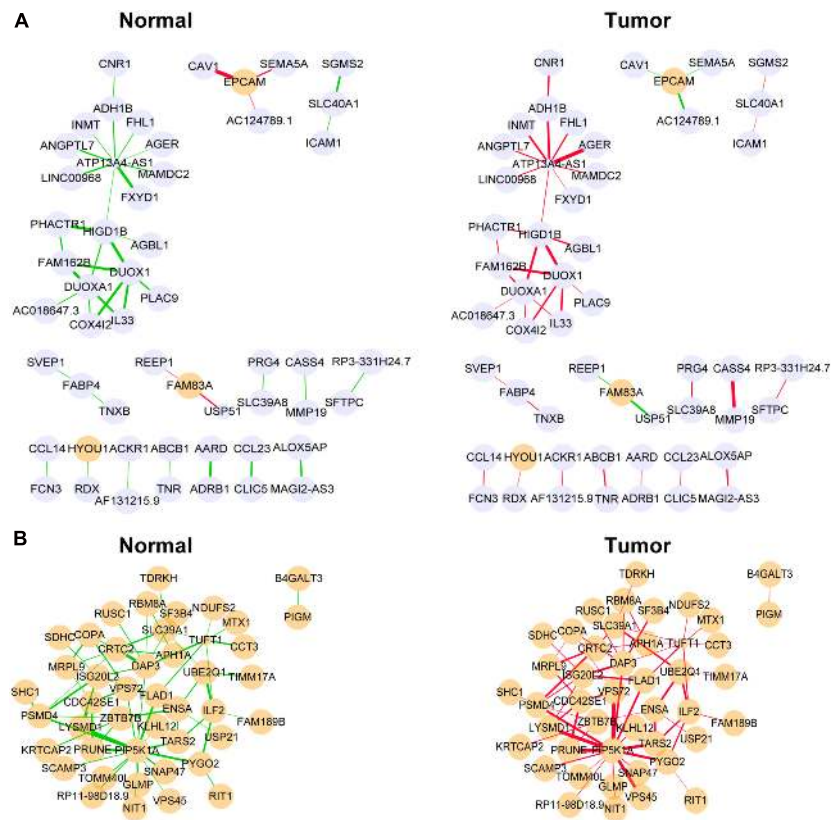 A
Normal
Tumor
CNR1
CAV1
SEMA5A
EPCAM
SGMS2
ADH1B
SLC40A1
INMT
FHL1
AC124789.1
ANGPTL7
AGER
ICAM1
ATP13A4-AS1
LINC00968
MAMDC2
FXYD1
PHACTR1
HIGD1B
AGBL1
FAM162B
DUOX1
DUOXA1
PLAC9
AC018647.3
IL33
COX4I2
SVEP1
REEP1
PRG4
CASS4
RP3-331H24.7
FABP4
FAM83A
TNXB
USP51
SLC39A8
MMP19
SFTPC
CCL14
HYOU1
ACKR1
ABCB1
AARD
CCL23
ALOX5AP
FCN3
RDX
AF131215.9
TNR
ADRB1
CLIC5
MAGI2-AS3
CNR1
CAV1
SEMA5A
EPCAM
SGMS2
ADH1B
SLC40A1
INMT
FHL1
AC124789.1
ANGPTL7
AGER
ICAM1
ATP13A4-AS1
LINC00968
MAMDC2
FXYD1
PHACTR1
HIGD1B
AGBL1
FAM162B
DUOX1
DUOXA1
PLAC9
AC018647.3
IL33
COX4I2
SVEP1
REEP1
PRG4
CASS4
RP3-331H24.7
FABP4
FAM83A
TNXB
USP51
SLC39A8
MMP19
SFTPC
CCL14
HYOU1
ACKR1
ABCB1
AARD
CCL23
ALOX5AP
FCN3
RDX
AF131215.9
TNR
ADRB1
CLIC5
MAGI2-AS3
B
Normal
Tumor
TDRKH
B4GALT3
RBM8A
NDUFS2
RUSC1
SF3B4
MTX1
PIGM
SDHC
COPA
SLC39A1
TUFT1
CRTC2
APH1A
CCT3
MRPL9
DAP3
ISG20L2
UBE2Q1
TIMM17A
SHC1
VPS72
FLAD1
CDC42SE1
PSMD4
ENSA
ILF2
ZBTB7B
FAM189B
LYSMD1
KLHL12
USP21
KRTCAP2
PRUNE
PIP5K1A
TARS2
SCAMP3
PYGO2
SNAP47
TOMM40L
GLMP
RP11-98D18.9
VPS45
RIT1
NIT1
TDRKH
B4GALT3
RBM8A
NDUFS2
RUSC1
SF3B4
MTX1
PIGM
SDHC
COPA
SLC39A1
TUFT1
CRTC2
APH1A
CCT3
MRPL9
DAP3
ISG20L2
UBE2Q1
TIMM17A
SHC1
FLAD1
VPS72
CDC42SE1
PSMD4
ENSA
ILF2
ZBTB7B
FAM189B
LYSMD1
KLHL12
USP21
KRTCAP2
PRUNE
PIP5K1A
TARS2
SCAMP3
PYGO2
SNAP47
TOMM40L
GLMP
RP11-98D18.9
VPS45
RIT1
NIT1